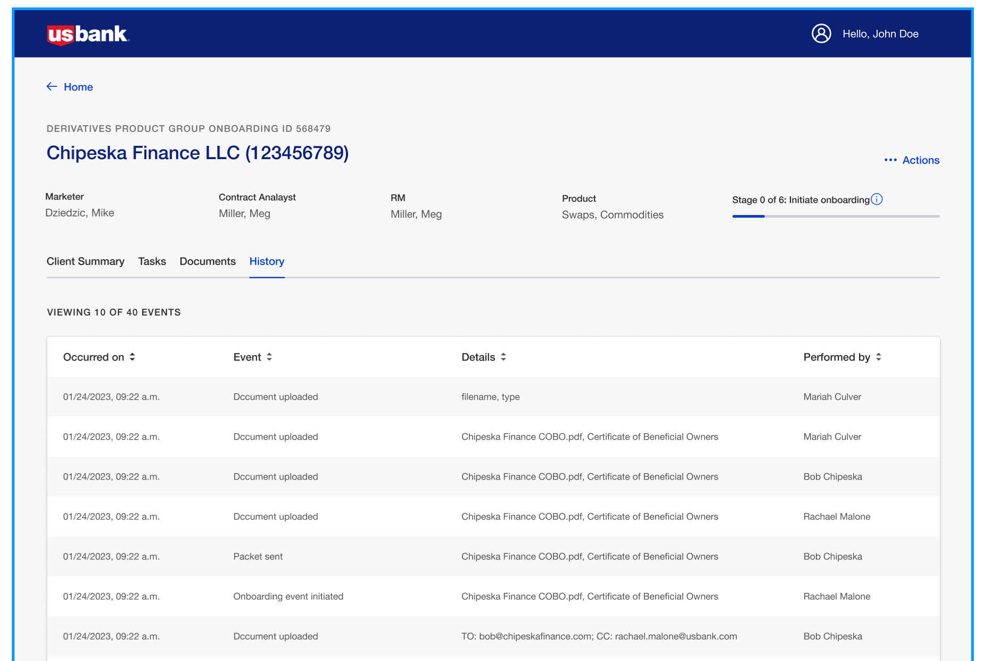 usbank
Hello, John Doe
Home
DERIVATIVES PRODUCT GROUP ONBOARDING ID 568479
Chipeska Finance LLC (123456789)
Actions
Marketer
Dziedzic, Mike
Contract Analayst
Miller, Meg
RM
Miller, Meg
Product
Swaps, Commodities
Stage 0 of 6: Initiate onboarding
Client Summary Tasks Documents History
VIEWING 10 OF 40 EVENTS
Occurred on Event Details Performed by
01/24/2023, 09:22 a.m. Dccument uploaded filename, type Mariah Culver
01/24/2023, 09:22 a.m. Dccument uploaded Chipeska Finance COBO.pdf, Certificate of Beneficial Owners Mariah Culver
01/24/2023, 09:22 a.m. Dccument uploaded Chipeska Finance COBO.pdf, Certificate of Beneficial Owners Bob Chipeska
01/24/2023, 09:22 a.m. Dccument uploaded Chipeska Finance COBO.pdf, Certificate of Beneficial Owners Rachael Malone
01/24/2023, 09:22 a.m. Packet sent Chipeska Finance COBO.pdf, Certificate of Beneficial Owners Bob Chipeska
01/24/2023, 09:22 a.m. Onboarding event initiated Chipeska Finance COBO.pdf, Certificate of Beneficial Owners Rachael Malone
01/24/2023, 09:22 a.m. Dccument uploaded TO: bob@chipeskafinance.com; CC: rachael.malone@usbank.com Bob Chipeska